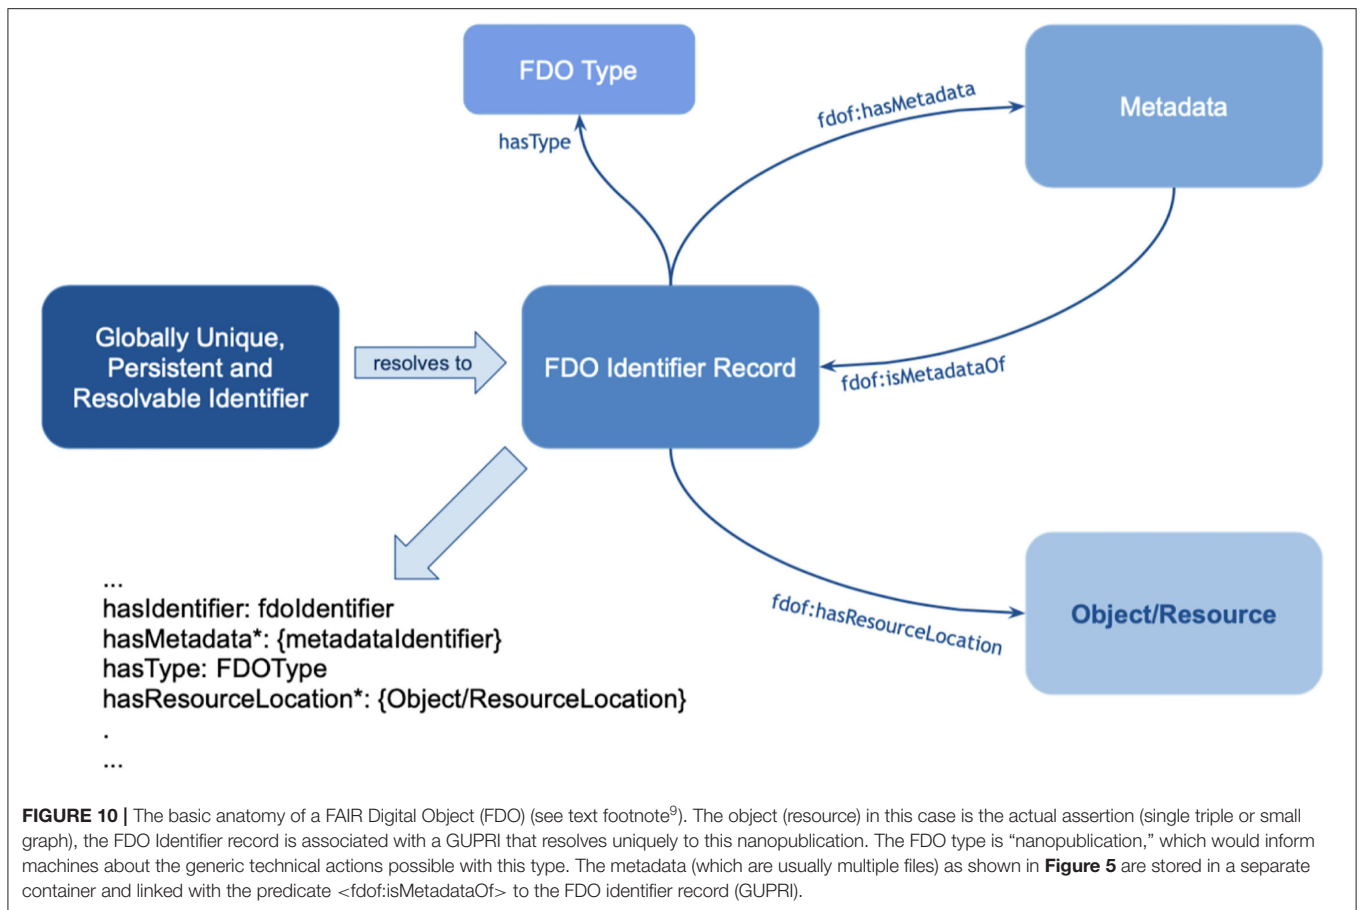 FDO Type
hasType
fdof:hasMetadata
Metadata
Globally Unique,
Persistent and
Resolvable Identifier
resolves to
FDO Identifier Record
fdof:isMetadataOf
fdof:hasResourceLocation
Object/Resource
...
hasIdentifier: fdoIdentifier
hasMetadata*: {metadataIdentifier}
hasType: FDOType
hasResourceLocation*: {Object/ResourceLocation}
.
...
FIGURE 10 | The basic anatomy of a FAIR Digital Object (FDO) (see text footnote9). The object (resource) in this case is the actual assertion (single triple or small
graph), the FDO Identifier record is associated with a GUPRI that resolves uniquely to this nanopublication. The FDO type is “nanopublication,” which would inform
machines about the generic technical actions possible with this type. The metadata (which are usually multiple files) as shown in Figure 5 are stored in a separate
container and linked with the predicate <fdof:isMetadataOf> to the FDO identifier record (GUPRI).